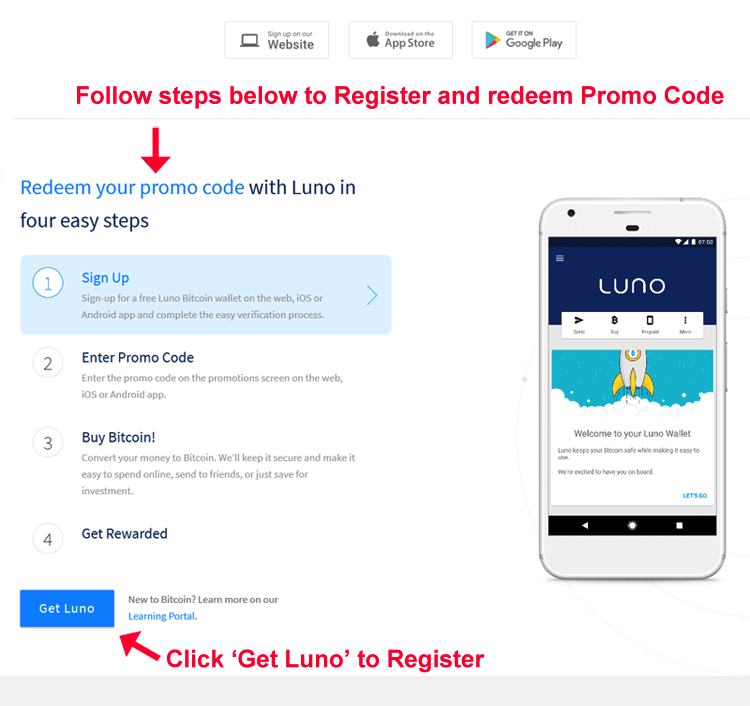 Sign up on our
Website
Download on the
App Store
GET IT ON
Google Play
Follow steps below to Register and redeem Promo Code
Redeem your promo code with Luno in
four easy steps
1
Sign Up
Sign-up for a free Luno Bitcoin wallet on the web, iOS or
Android app and complete the easy verification process.
2
Enter Promo Code
Enter the promo code on the promotions screen on the web,
iOS or Android app.
3
Buy Bitcoin!
Convert your money to Bitcoin. We'll keep it secure and make it
easy to spend online, send to friends, or just save for
investment.
4
Get Rewarded
Get Luno
New to Bitcoin? Learn more on our
Learning Portal.
Click ‘Get Luno’ to Register
07:00
LUNO
Send Buy Prepaid More
Welcome to your Luno Wallet
Luno keeps your Bitcoin safe while making it easy to
use.
We're excited to have you on board.
LET'S GO